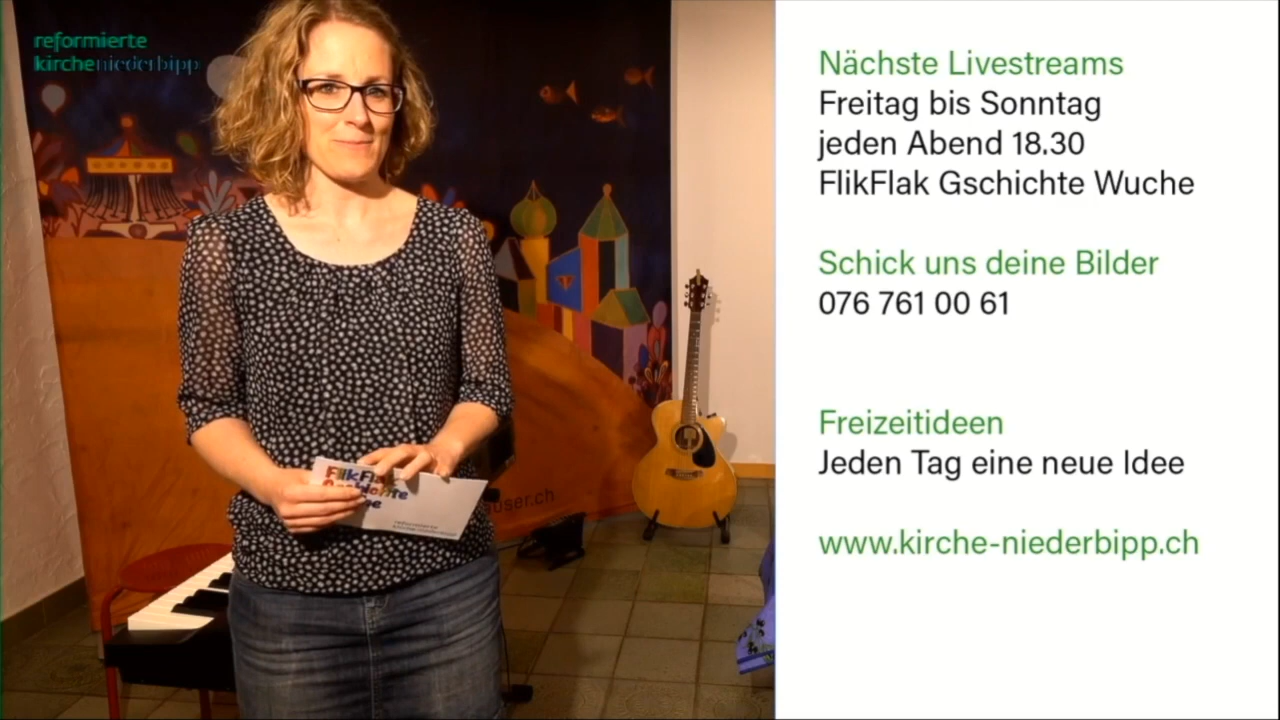 reformierte
kircheniederbipp
Nächste Livestreams
Freitag bis Sonntag
jeden Abend 18.30
FlikFlak Gschichte Wuche
Schick uns deine Bilder
076 761 00 61
Freizeitideen
Jeden Tag eine neue Idee
www.kirche-niederbipp.ch